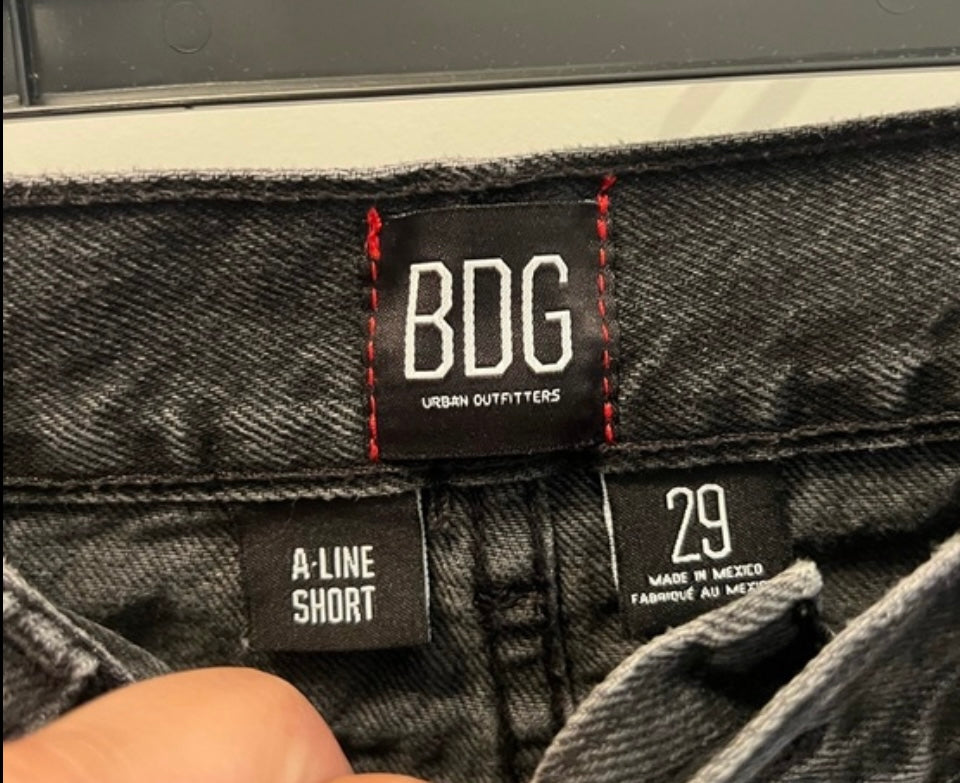 BDG
URBAN OUTFITTERS
A-LINE
SHORT
29
MADE IN MEXICO
FABRIQUÉ AU